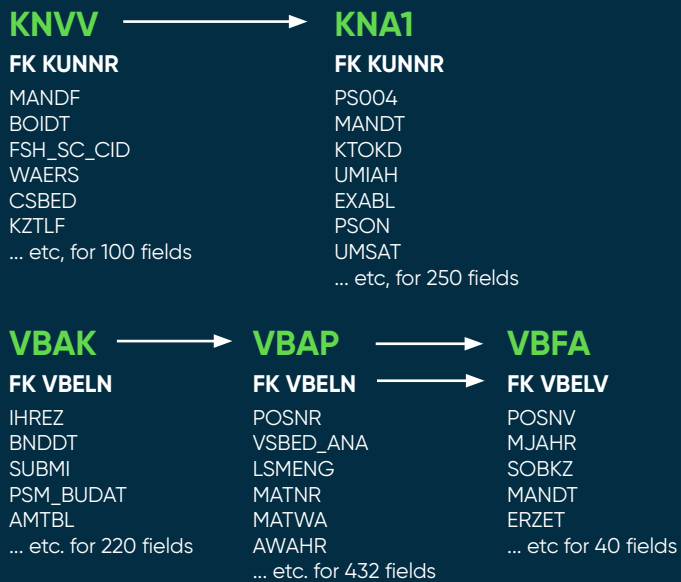 KNVV
FK KUNNR
MANDF
BOIDT
FSH_SC_CID
WAERS
CSBED
KZTLF
... etc, for 100 fields
KNA1
FK KUNNR
PS004
MANDT
KTOKD
UMIAH
EXABL
PSON
UMSAT
... etc, for 250 fields
VBAK
FK VBELN
IHREZ
BNDDT
SUBMI
PSM_BUDAT
AMTBL
... etc. for 220 fields
VBAP
FK VBELN
POSNR
VSBED_ANA
LSMENG
MATNR
MATWA
AWAHR
... etc. for 432 fields
VBFA
FK VBELV
POSNV
MJAHR
SOBKZ
MANDT
ERZET
... etc for 40 fields